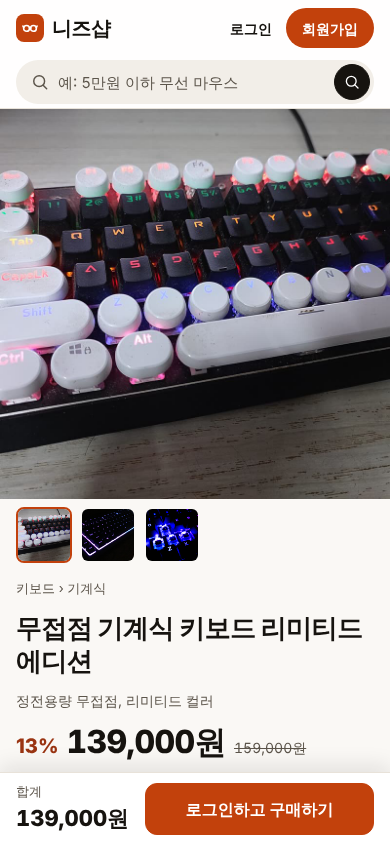 니즈샵
로그인
회원가입
예: 5만원 이하 무선 마우스
Tab
Q W E R T Y U I
A S D F G H J K
Shift
Ctrl
Alt
키보드 › 기계식
무접점 기계식 키보드 리미티드
에디션
정전용량 무접점, 리미티드 컬러
13% 139,000원 159,000원
합계
139,000원
로그인하고 구매하기